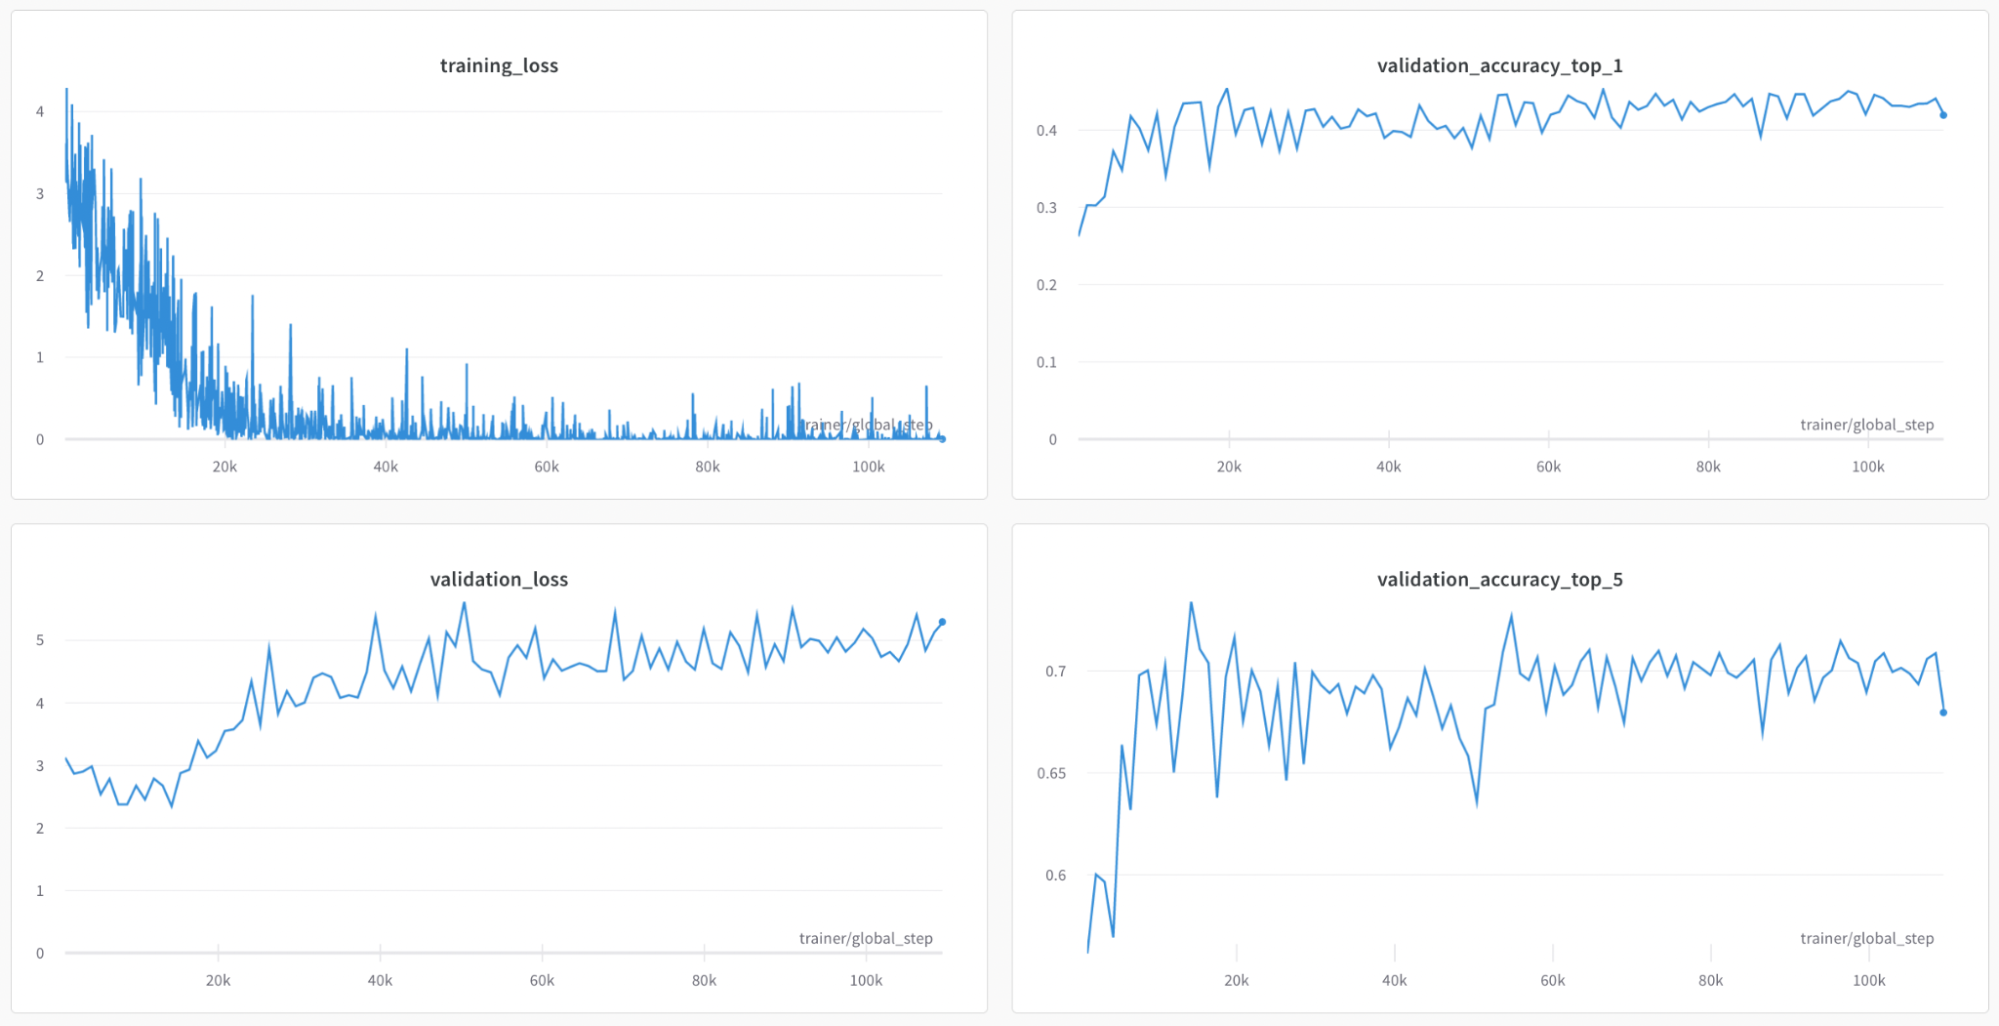 training_loss
4
3
2
1
0
trainer/global_step
20k 40k 60k 80k 100k
validation_accuracy_top_1
0.4
0.3
0.2
0.1
0
trainer/global_step
20k 40k 60k 80k 100k
validation_loss
5
4
3
2
1
0
trainer/global_step
20k 40k 60k 80k 100k
validation_accuracy_top_5
0.7
0.65
0.6
trainer/global_step
20k 40k 60k 80k 100k